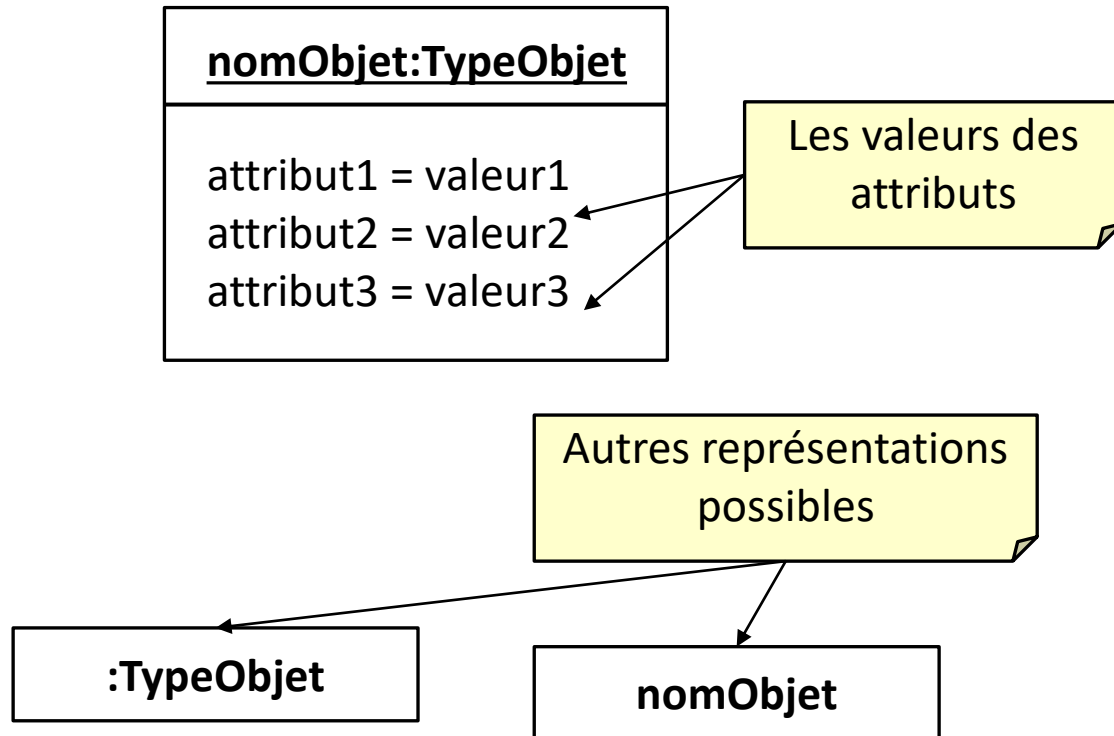 nomObjet:TypeObjet
attribut1 = valeur1
attribut2 = valeur2
attribut3 = valeur3
Les valeurs des
attributs
Autres représentations
possibles
:TypeObjet
nomObjet